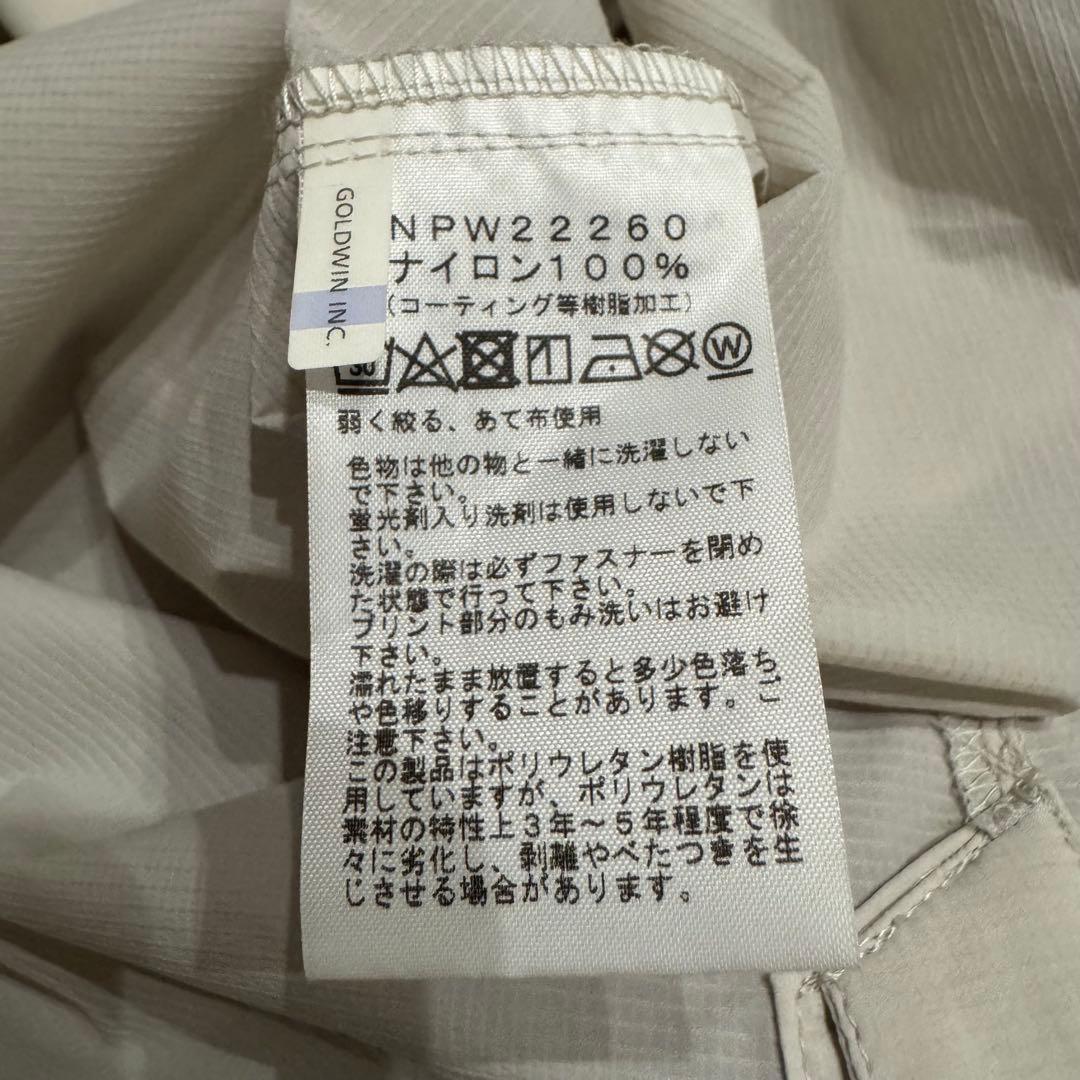 GOLDWIN INC.
NPW22260
ナイロン100%
(コーティング等樹脂加工)
30
W
弱く絞る、あて布使用
色物は他の物と一緒に洗濯しない
で下さい。
蛍光剤入り洗剤は使用しないで下
さい。
洗濯の際は必ずファスナーを閉め
た状態で行って下さい。
プリント部分のもみ洗いはお避け
下さい。
濡れたまま放置すると多少色落ち
や色移りすることがあります。ご
注意下さい。
この製品はポリウレタン樹脂を使
用していますが、ポリウレタンは
素材の特性上3年〜5年程度で徐
々に劣化し、剥離やべたつきを生
じさせる場合があります。